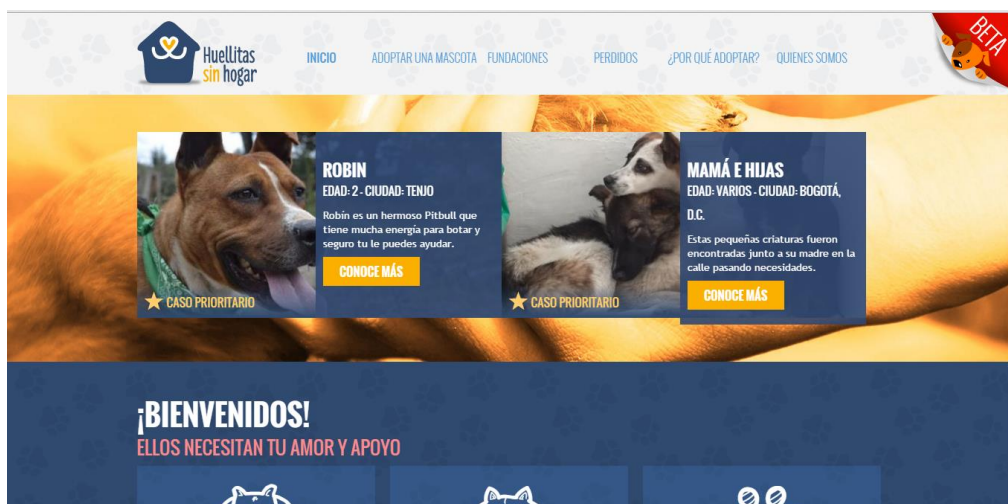 Huellitas
sin hogar
INICIO
ADOPTAR UNA MASCOTA
FUNDACIONES
PERDIDOS
¿POR QUÉ ADOPTAR?
QUIENES SOMOS
BETA
ROBIN
EDAD: 2 - CIUDAD: TENJO
Robín es un hermoso Pitbull que
tiene mucha energía para botar y
seguro tu le puedes ayudar.
CONOCE MÁS
CASO PRIORITARIO
MAMÁ E HIJAS
EDAD: VARIOS - CIUDAD: BOGOTÁ,
D.C.
Estas pequeñas criaturas fueron
encontradas junto a su madre en la
calle pasando necesidades.
CONOCE MÁS
CASO PRIORITARIO
¡BIENVENIDOS!
ELLOS NECESITAN TU AMOR Y APOYO